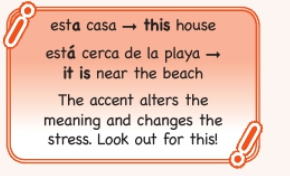 esta casa → this house
está cerca de la playa →
it is near the beach
The accent alters the
meaning and changes the
stress. Look out for this!